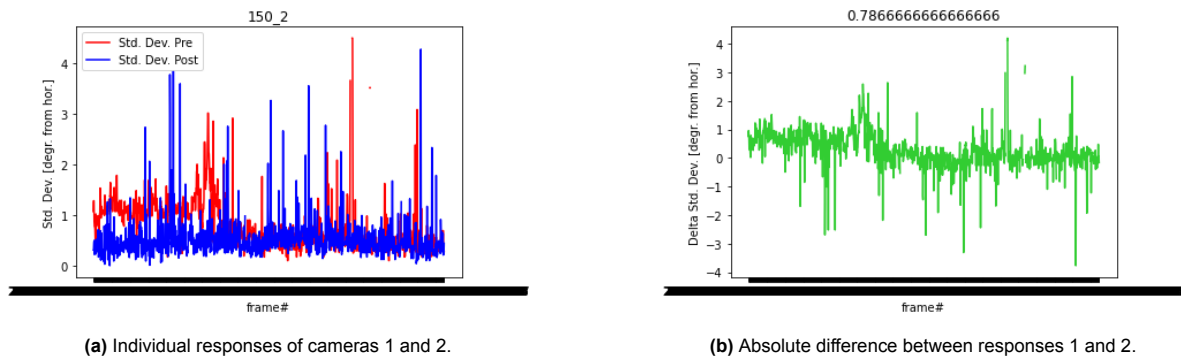 150_2
Std. Dev. Pre
Std. Dev. Post
Std. Dev. [degr. from hor.]
4
3
2
1
0
frame#
(a) Individual responses of cameras 1 and 2.
0.7866666666666666
Delta Std. Dev. [degr. from hor.]
4
3
2
1
0
−1
−2
−3
−4
frame#
(b) Absolute difference between responses 1 and 2.